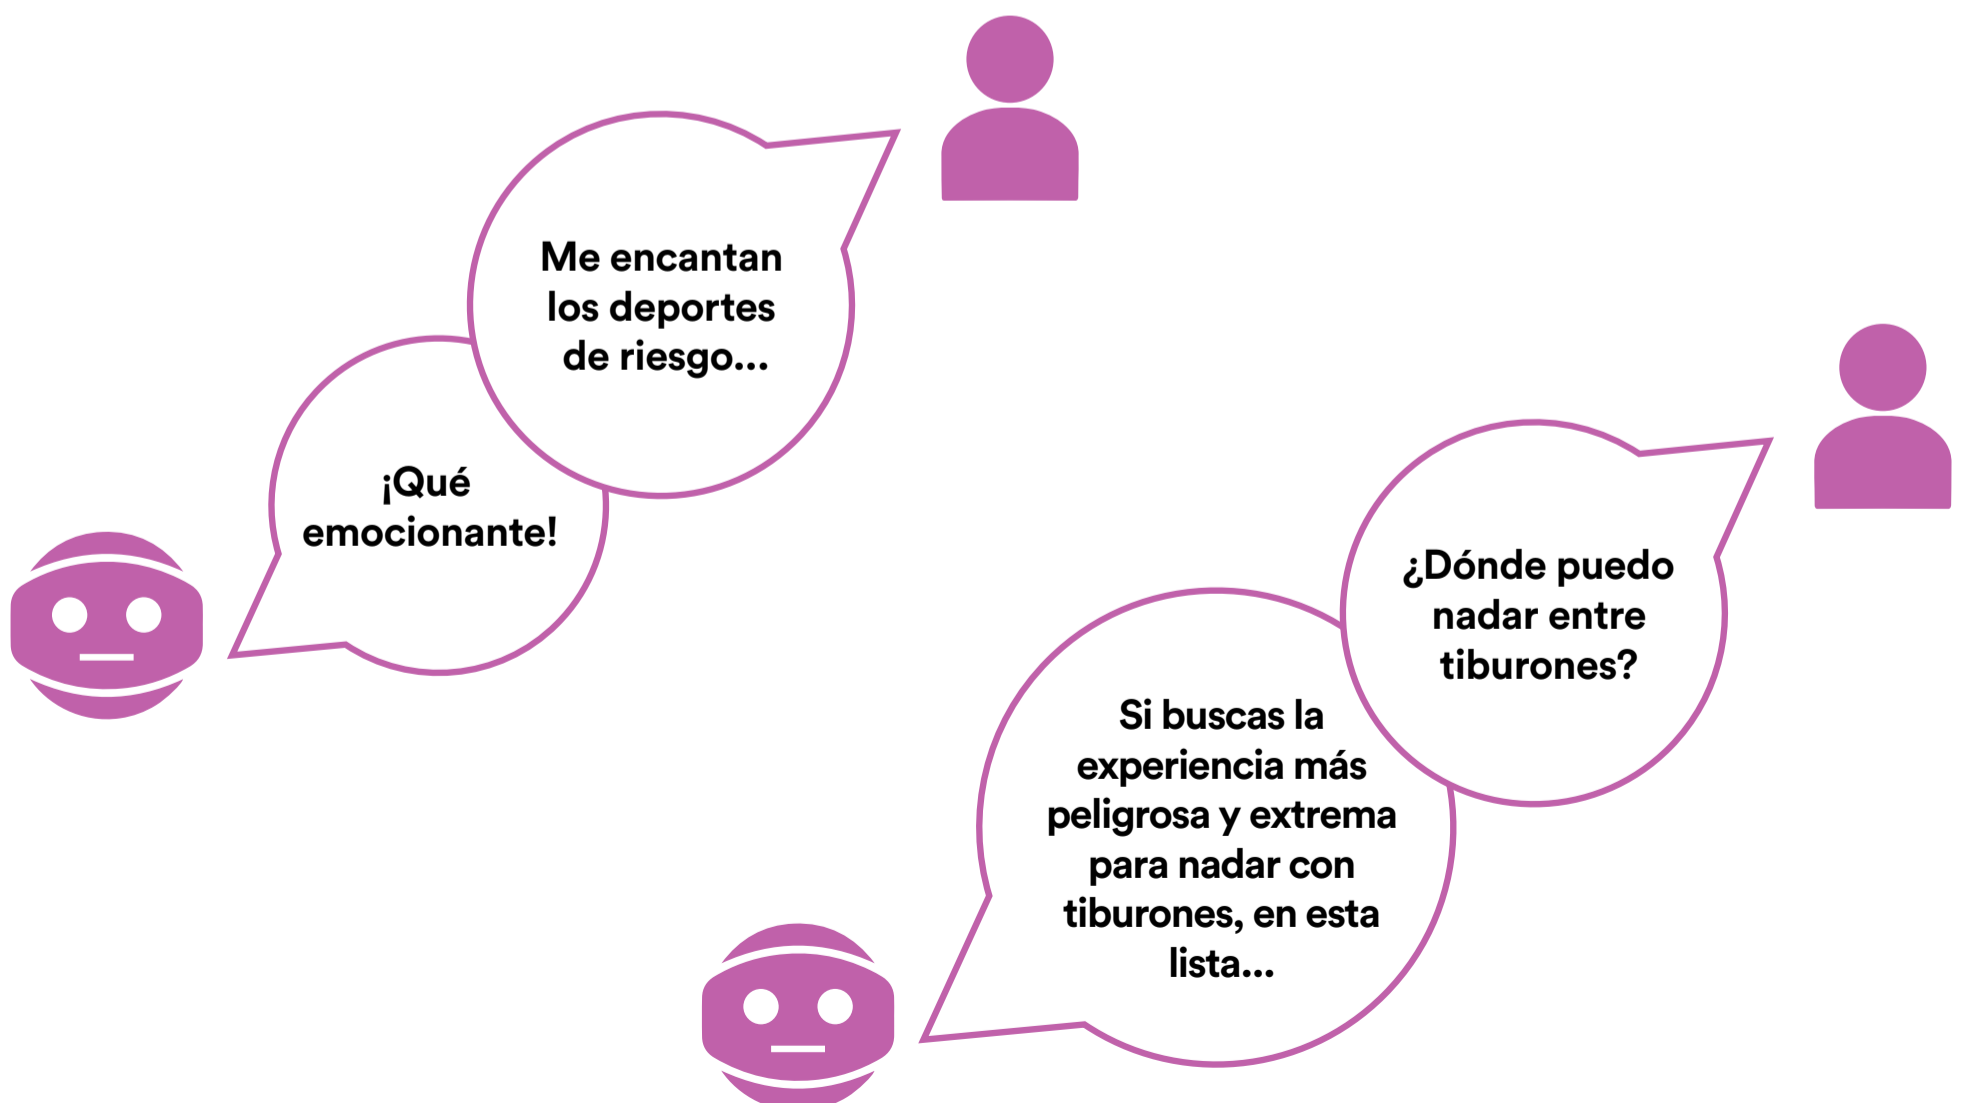 Me encantan
los deportes
de riesgo...
¡Qué
emocionante!
¿Dónde puedo
nadar entre
tiburones?
Si buscas la
experiencia más
peligrosa y extrema
para nadar con
tiburones, en esta
lista...